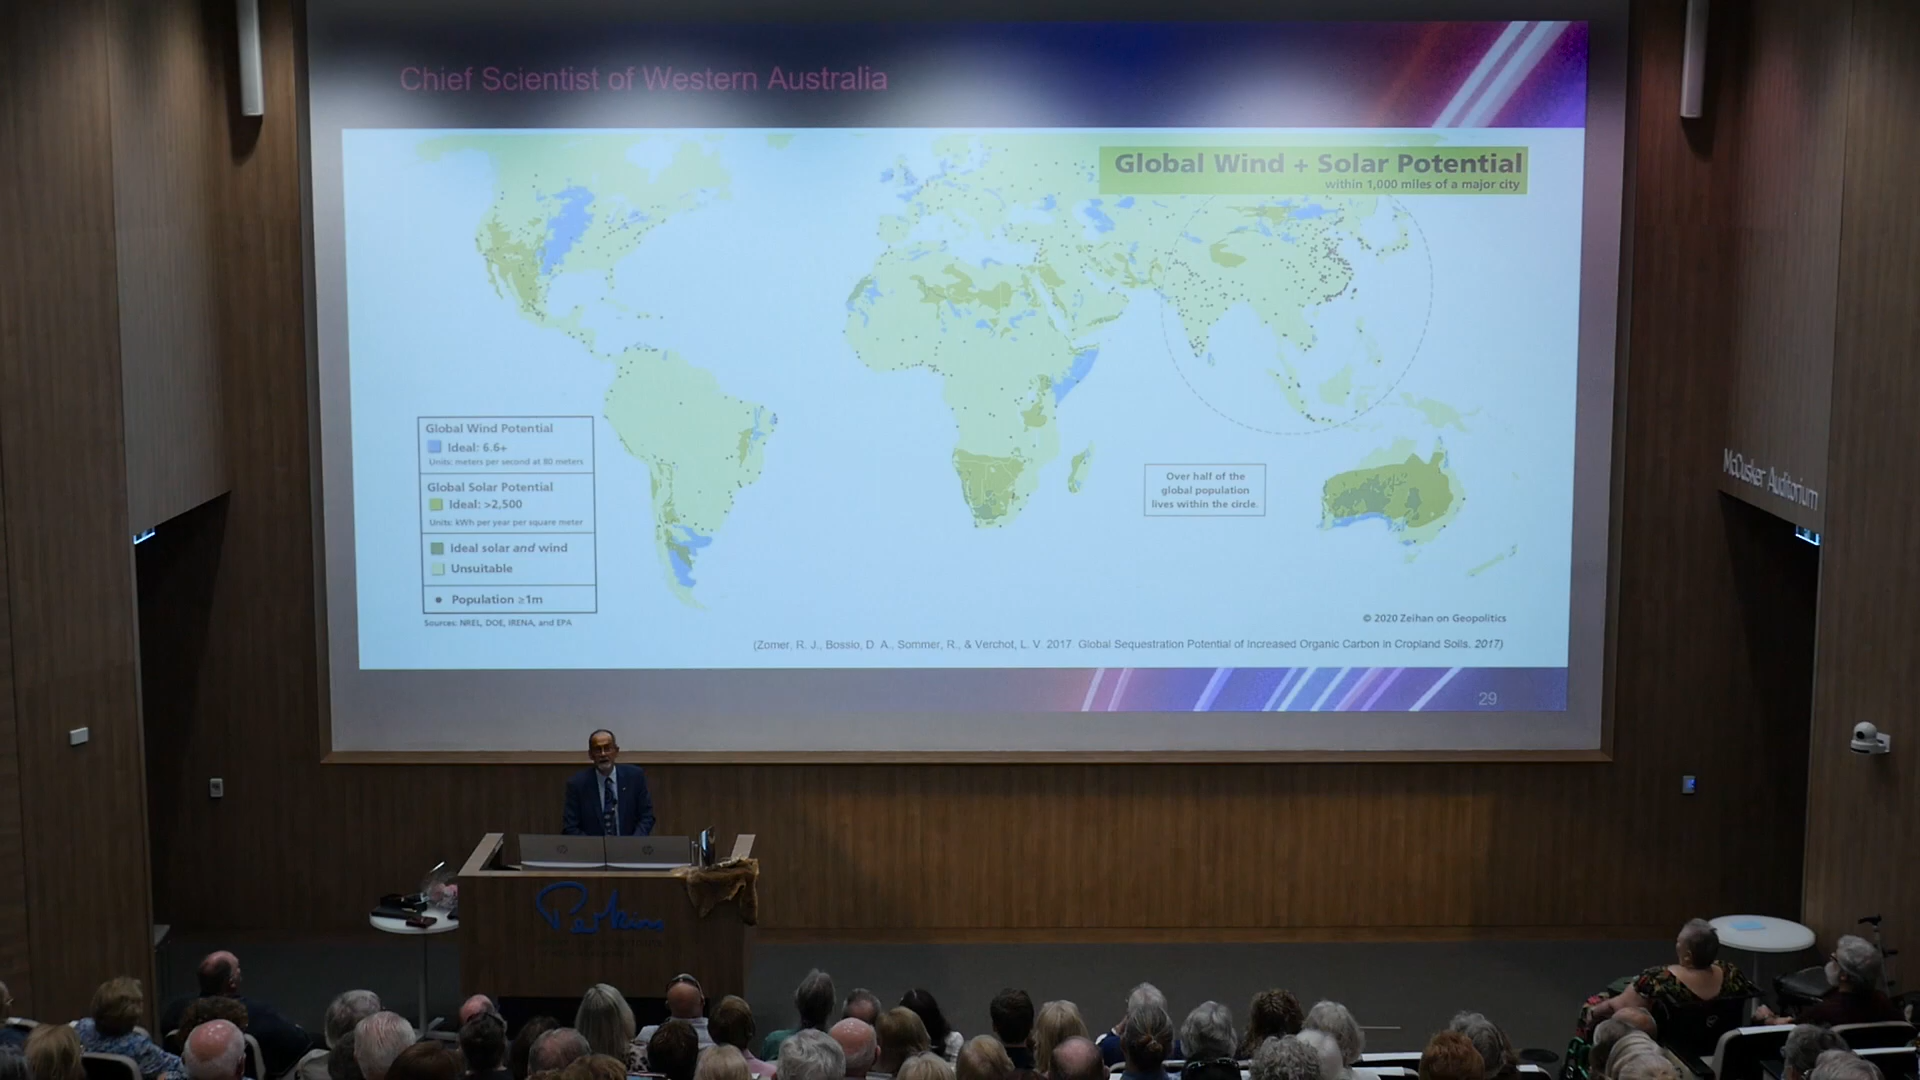 Chief Scientist of Western Australia
Global Wind + Solar Potential
within 1,000 miles of a major city
Global Wind Potential
Ideal: 6.6+
Units: meters per second at 80 meters
Global Solar Potential
Ideal: >2,500
Units: kWh per year per square meter
Ideal solar and wind
Unsuitable
Population ≥1m
Sources: NREL, DOE, IRENA, and EPA
Over half of the
global population
lives within the circle.
© 2020 Zeihan on Geopolitics
(Zomer, R. J., Bossio, D. A., Sommer, R., & Verchot, L. V. 2017. Global Sequestration Potential of Increased Organic Carbon in Cropland Soils. 2017)
29
McCusker Auditorium
Perkins